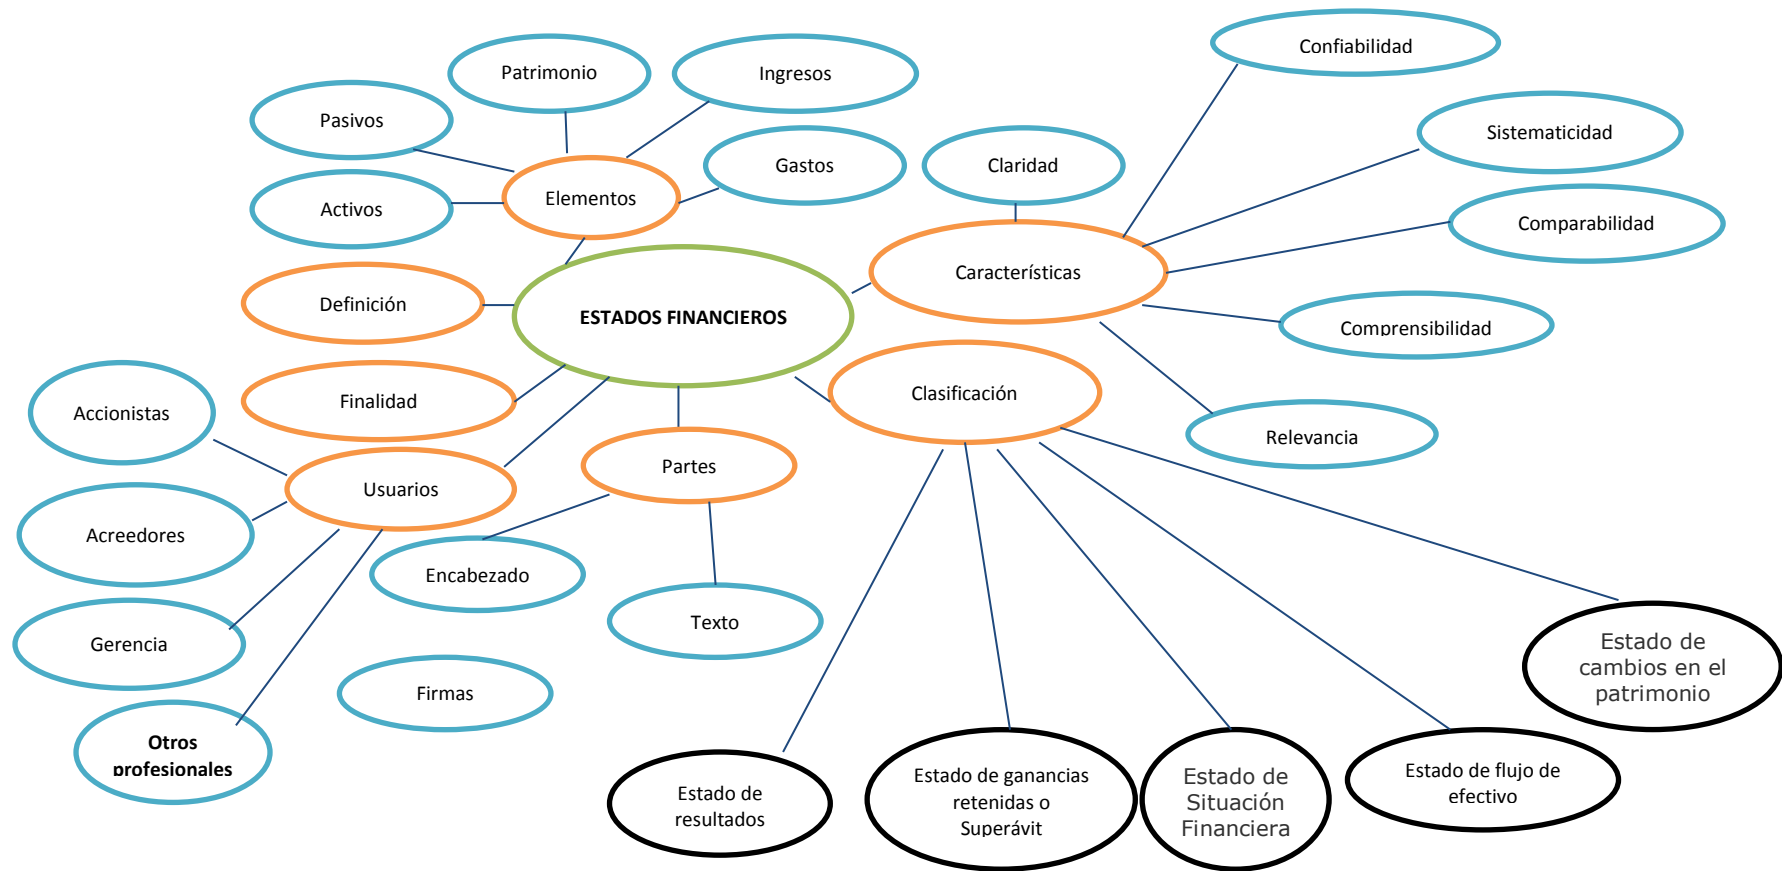 Confiabilidad
Patrimonio
Ingresos
Pasivos
Sistematicidad
Gastos
Claridad
Activos
Elementos
Comparabilidad
Características
Definición
ESTADOS FINANCIEROS
Comprensibilidad
Finalidad
Clasificación
Accionistas
Relevancia
Partes
Usuarios
Acreedores
Encabezado
Texto
Gerencia
Firmas
Otros
profesionales
Estado de
cambios en el
patrimonio
Estado de
resultados
Estado de ganancias
retenidas o
Superávit
Estado de
Situación
Financiera
Estado de flujo de
efectivo